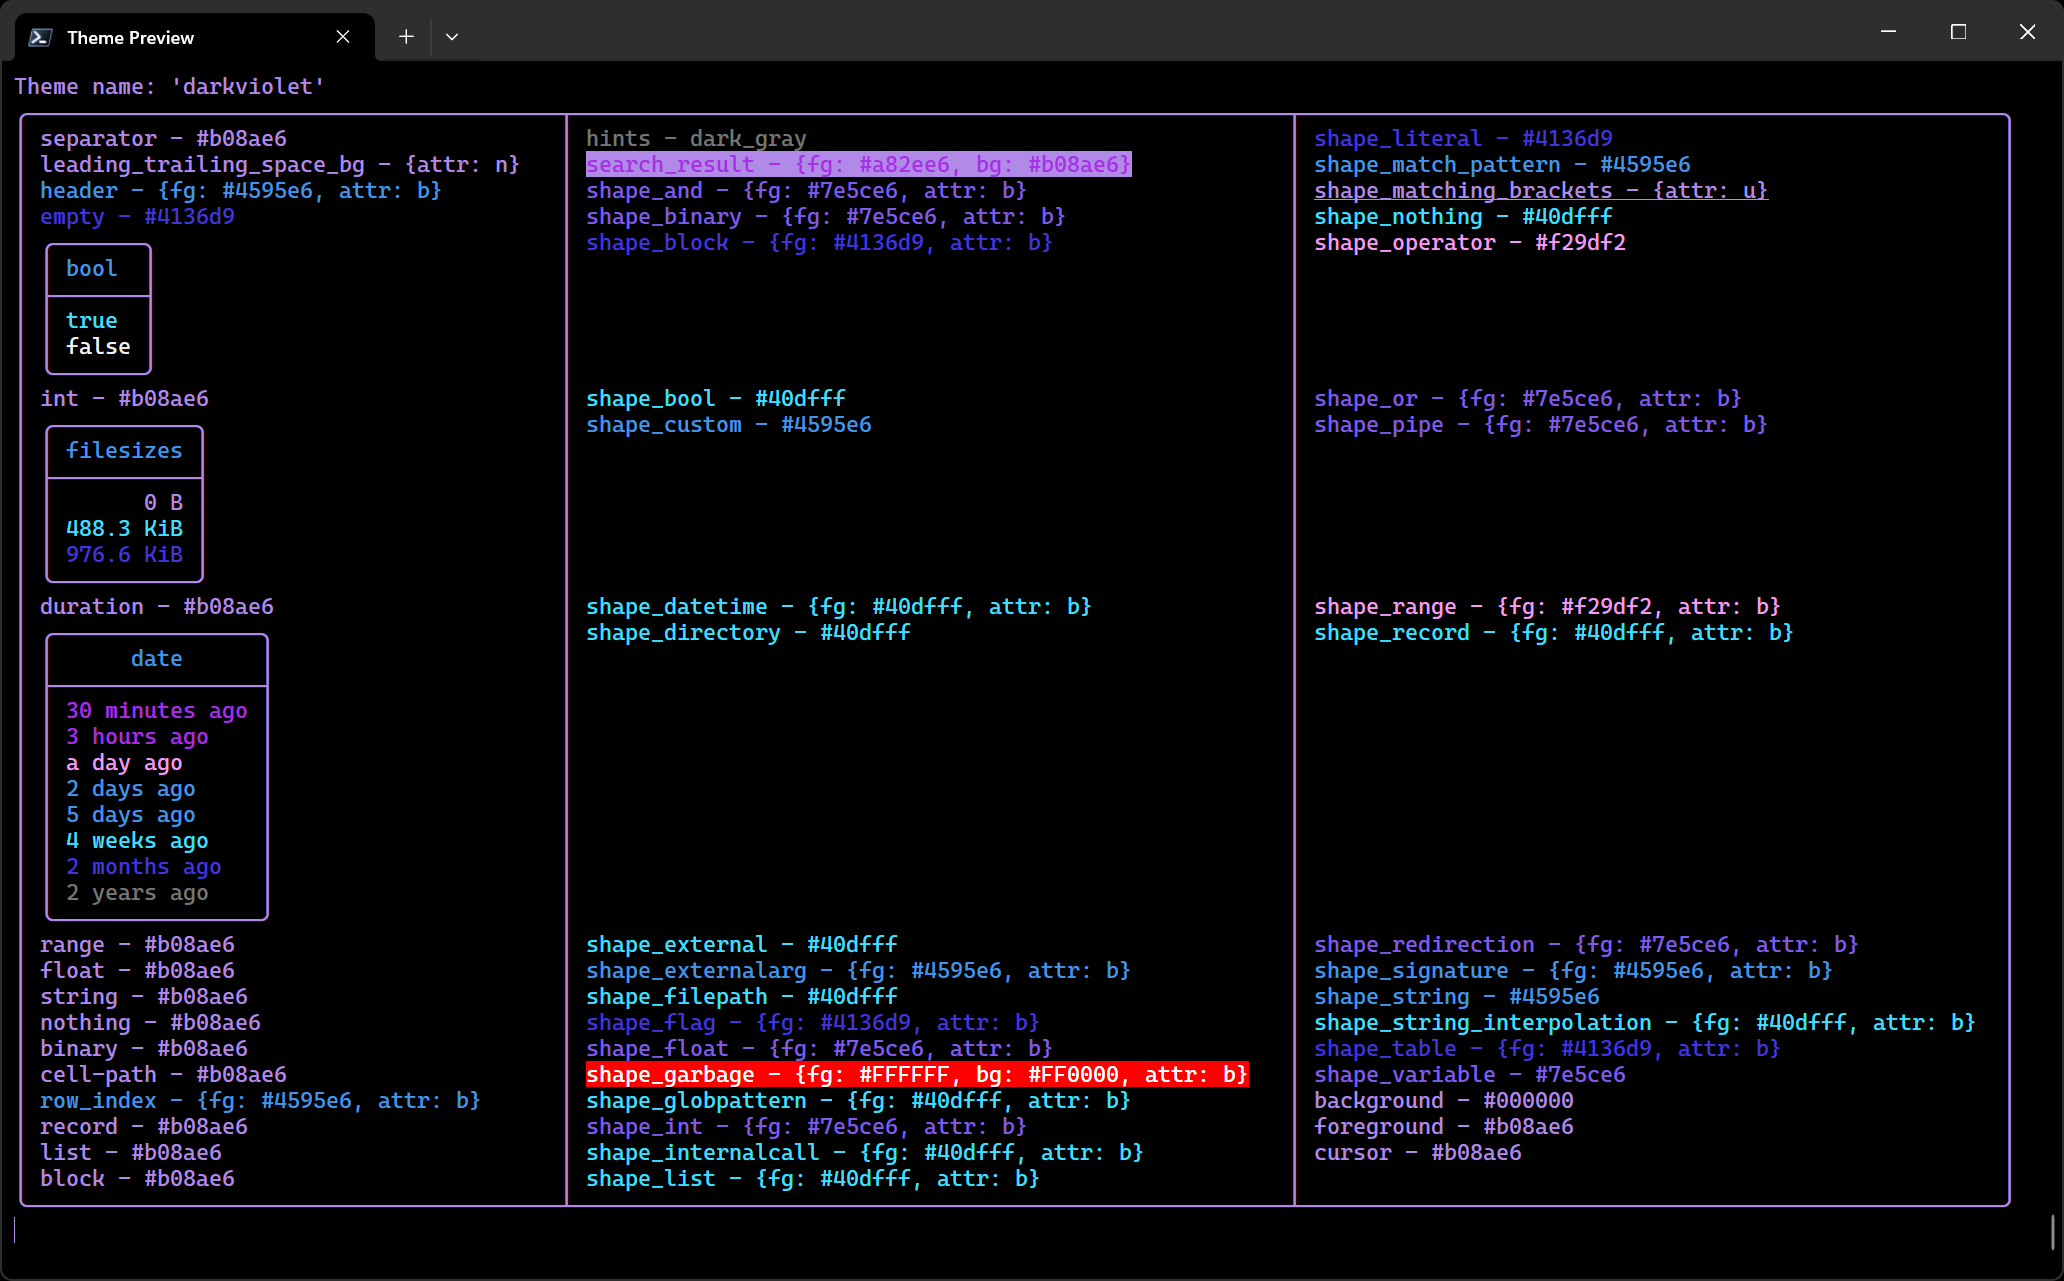 Theme Preview
Theme name: 'darkviolet'
separator - #b08ae6
leading_trailing_space_bg - {attr: n}
header - {fg: #4595e6, attr: b}
empty - #4136d9
bool
true
false
int - #b08ae6
filesizes
0 B
488.3 KiB
976.6 KiB
duration - #b08ae6
date
30 minutes ago
3 hours ago
a day ago
2 days ago
5 days ago
4 weeks ago
2 months ago
2 years ago
range - #b08ae6
float - #b08ae6
string - #b08ae6
nothing - #b08ae6
binary - #b08ae6
cell-path - #b08ae6
row_index - {fg: #4595e6, attr: b}
record - #b08ae6
list - #b08ae6
block - #b08ae6
hints - dark_gray
search_result - {fg: #a82ee6, bg: #b08ae6}
shape_and - {fg: #7e5ce6, attr: b}
shape_binary - {fg: #7e5ce6, attr: b}
shape_block - {fg: #4136d9, attr: b}
shape_bool - #40dfff
shape_custom - #4595e6
shape_datetime - {fg: #40dfff, attr: b}
shape_directory - #40dfff
shape_external - #40dfff
shape_externalarg - {fg: #4595e6, attr: b}
shape_filepath - #40dfff
shape_flag - {fg: #4136d9, attr: b}
shape_float - {fg: #7e5ce6, attr: b}
shape_garbage - {fg: #FFFFFF, bg: #FF0000, attr: b}
shape_globpattern - {fg: #40dfff, attr: b}
shape_int - {fg: #7e5ce6, attr: b}
shape_internalcall - {fg: #40dfff, attr: b}
shape_list - {fg: #40dfff, attr: b}
shape_literal - #4136d9
shape_match_pattern - #4595e6
shape_matching_brackets - {attr: u}
shape_nothing - #40dfff
shape_operator - #f29df2
shape_or - {fg: #7e5ce6, attr: b}
shape_pipe - {fg: #7e5ce6, attr: b}
shape_range - {fg: #f29df2, attr: b}
shape_record - {fg: #40dfff, attr: b}
shape_redirection - {fg: #7e5ce6, attr: b}
shape_signature - {fg: #4595e6, attr: b}
shape_string - #4595e6
shape_string_interpolation - {fg: #40dfff, attr: b}
shape_table - {fg: #4136d9, attr: b}
shape_variable - #7e5ce6
background - #000000
foreground - #b08ae6
cursor - #b08ae6